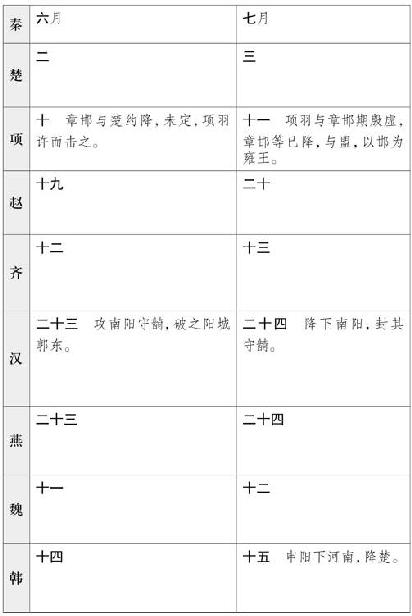 秦 六月 七月
楚 二 三
项 十 章邯与楚约降，未定，项羽 十一 项羽与章邯期殷虚，
许而击之。 章邯等已降，与盟，以邯为
雍王。
赵 十九 二十
齐 十二 十三
汉 二十三 攻南阳守齮，破之阳城 二十四 降下南阳，封其
郭东。 守齮。
燕 二十三 二十四
魏 十一 十二
韩 十四 十五 申阳下河南，降楚。